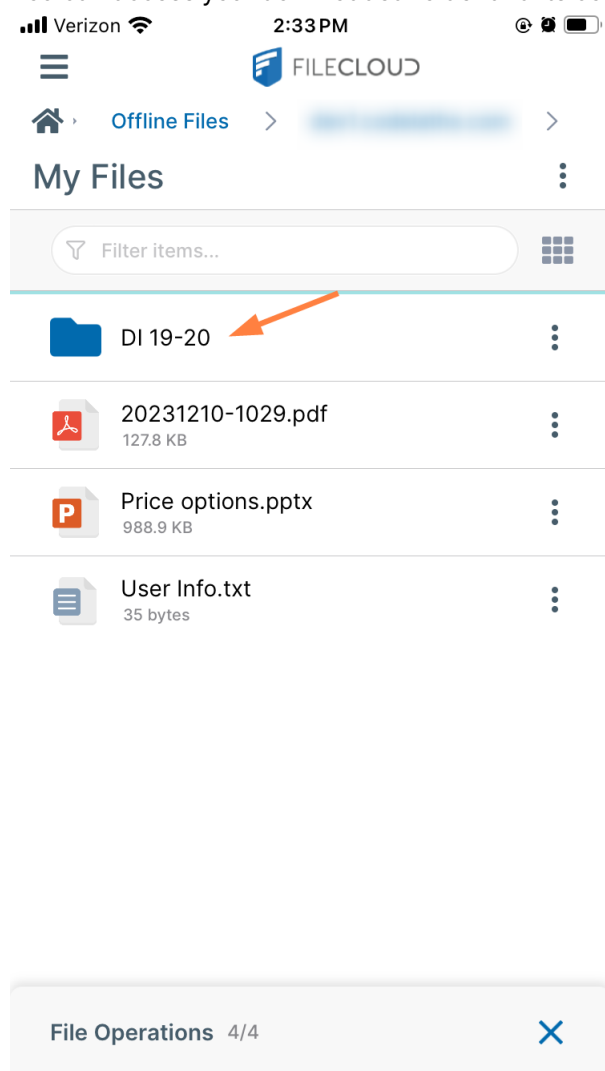 Verizon 2:33 PM
FILECLOUD
Offline Files
My Files
Filter items...
DI 19-20
20231210-1029.pdf
127.8 KB
P
Price options.pptx
988.9 KB
User Info.txt
35 bytes
File Operations 4/4